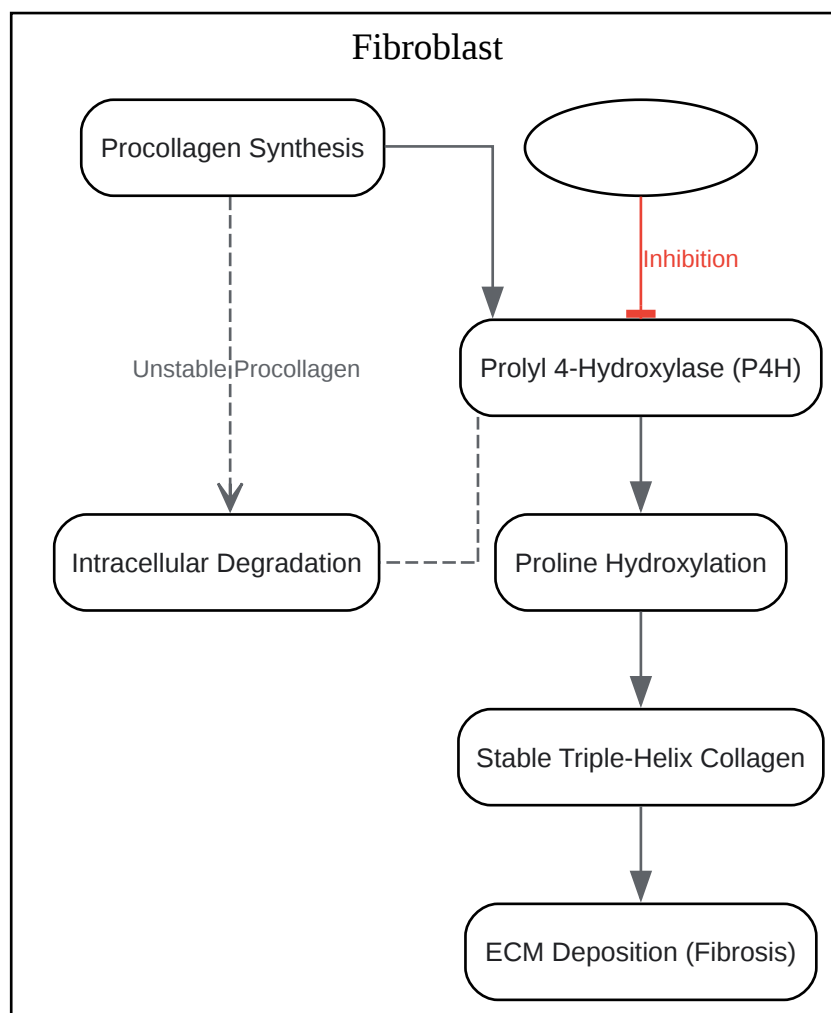 Fibroblast
Procollagen Synthesis
Inhibition
Unstable Procollagen
Prolyl 4-Hydroxylase (P4H)
Intracellular Degradation
Proline Hydroxylation
Stable Triple-Helix Collagen
ECM Deposition (Fibrosis)